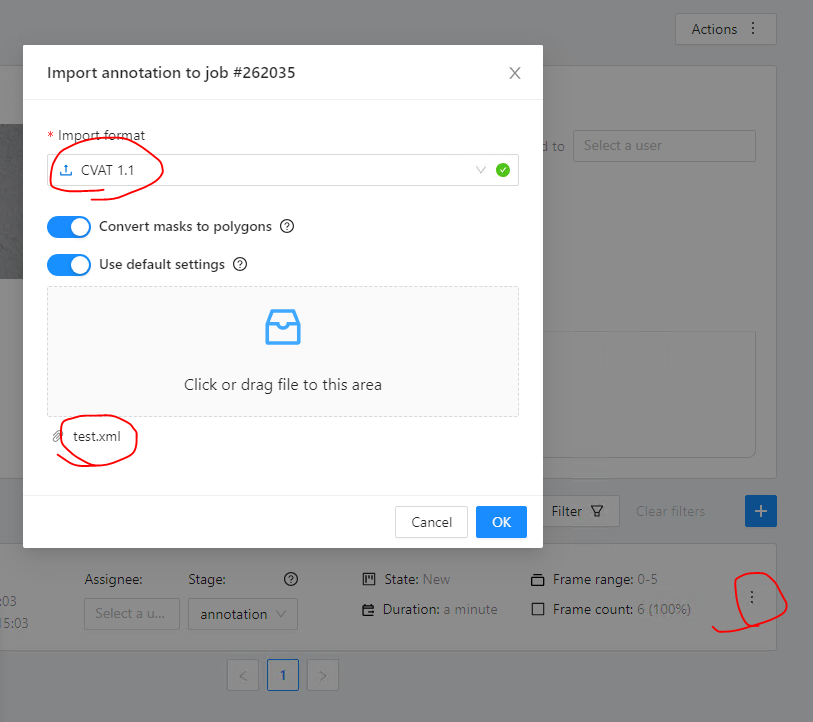 Actions
Import annotation to job #262035
* Import format
d to
Select a user
CVAT 1.1
Convert masks to polygons
Use default settings
Click or drag file to this area
test.xml
Cancel
OK
Filter
Clear filters
+
Assignee:
Stage:
State: New
Frame range: 0-5
:03
15:03
Select a u...
annotation
Duration: a minute
Frame count: 6 (100%)
< 1 >